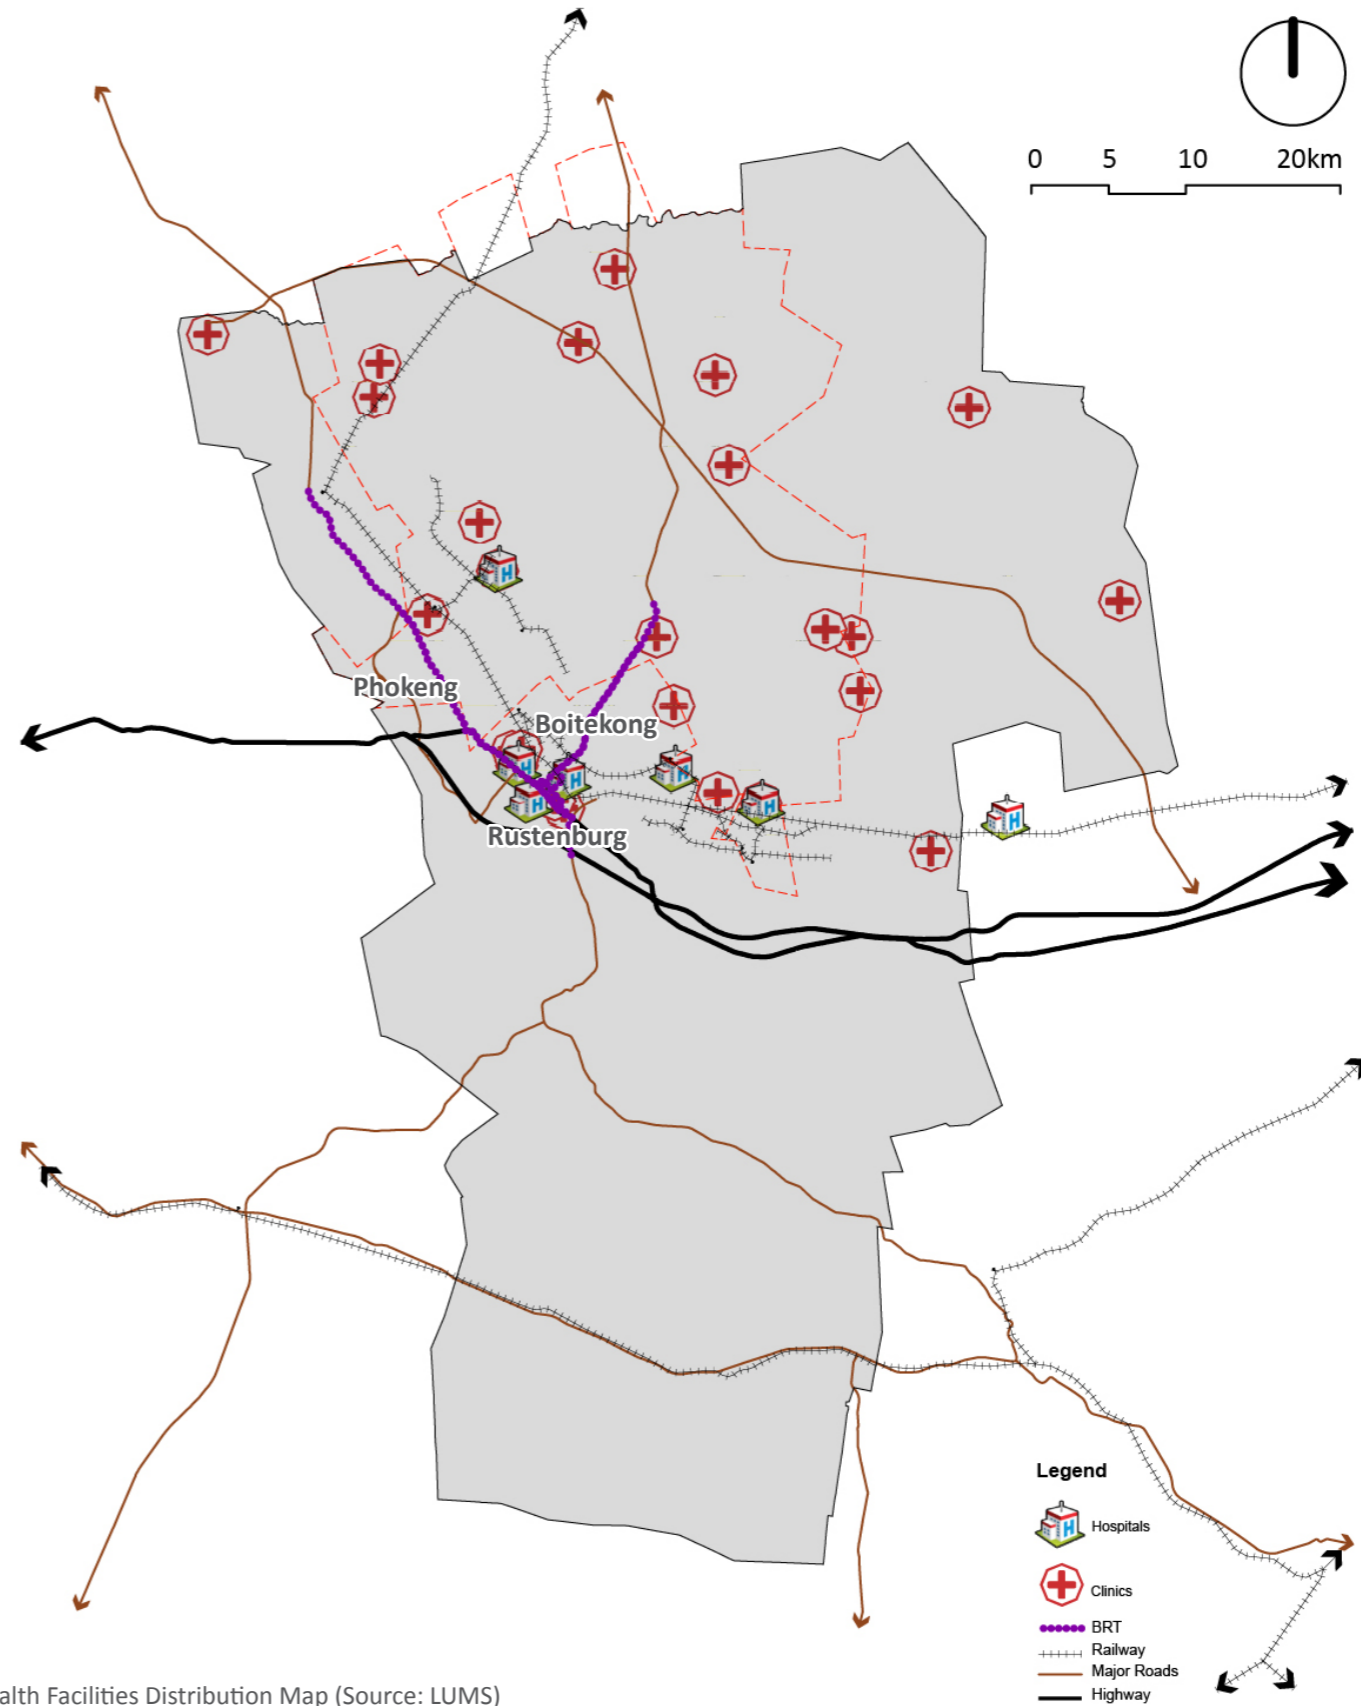 0 5 10 20km
Phokeng
Boitekong
Rustenburg
Legend
Hospitals
Clinics
BRT
Railway
Major Roads
Highway
alth Facilities Distribution Map (Source: LUMS)